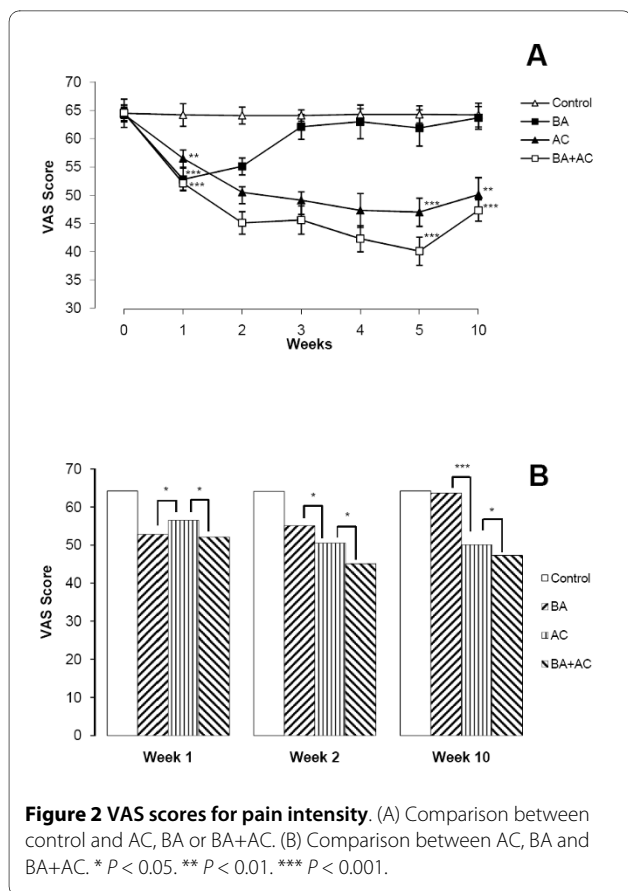 A
70
65
60
55
50
45
40
35
30
VAS Score
0 1 2 3 4 5 10
Weeks
Control
BA
AC
BA+AC
**
***
***
***
***
**
***
B
70
60
50
40
30
20
10
0
VAS Score
* *
* *
*** *
Week 1 Week 2 Week 10
Control
BA
AC
BA+AC
Figure 2 VAS scores for pain intensity. (A) Comparison between
control and AC, BA or BA+AC. (B) Comparison between AC, BA and
BA+AC. * P < 0.05. ** P < 0.01. *** P < 0.001.